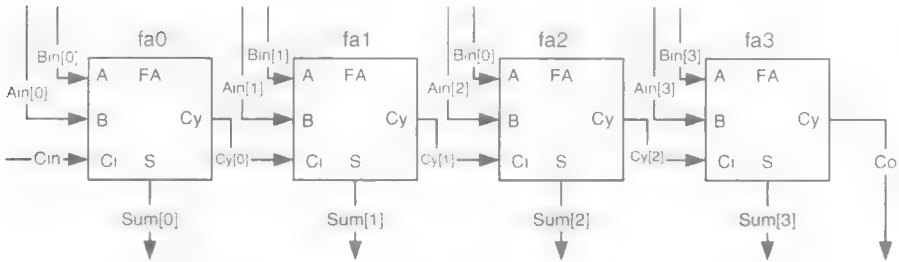 fa0 fa1 fa2 fa3
Bin[0] Bin[1] Bin[0] Bin[3]
A FA A FA A FA A FA
Ain[0] Ain[1] Ain[2] Ain[3]
B Cy B Cy B Cy B Cy
Cin Ci S Cy[0] Ci S Cy[1] Ci S Cy[2] Ci S Co
Sum[0] Sum[1] Sum[2] Sum[3]